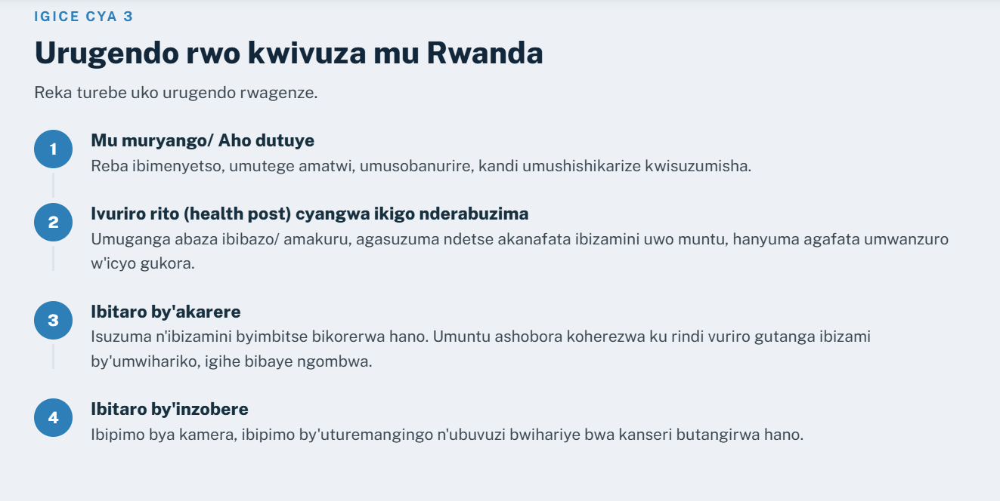 IGICE CYA 3
Urugendo rwo kwivuza mu Rwanda
Reka turebe uko urugendo rwagenze.
1
Mu muryango/ Aho dutuye
Reba ibimenyetso, umutege amatwi, umusobanurire, kandi umushishikarize kwisuzumisha.
2
Ivuriro rito (health post) cyangwa ikigo nderabuzima
Umuganga abaza ibibazo/ amakuru, agasuzuma ndetse akanafata ibizamini uwo muntu, hanyuma agafata umwanzuro
w'icyo gukora.
3
Ibitaro by'akarere
Isuzuma n'ibizamini byimbitse bikorerwa hano. Umuntu ashobora koherezwa ku rindi vuriro gutanga ibizami
by'umwihariko, igihe bibaye ngombwa.
4
Ibitaro by'inzobere
Ibipimo bya kamera, ibipimo by'uturemangingo n'ubuvuzi bwihariye bwa kanseri butangirwa hano.